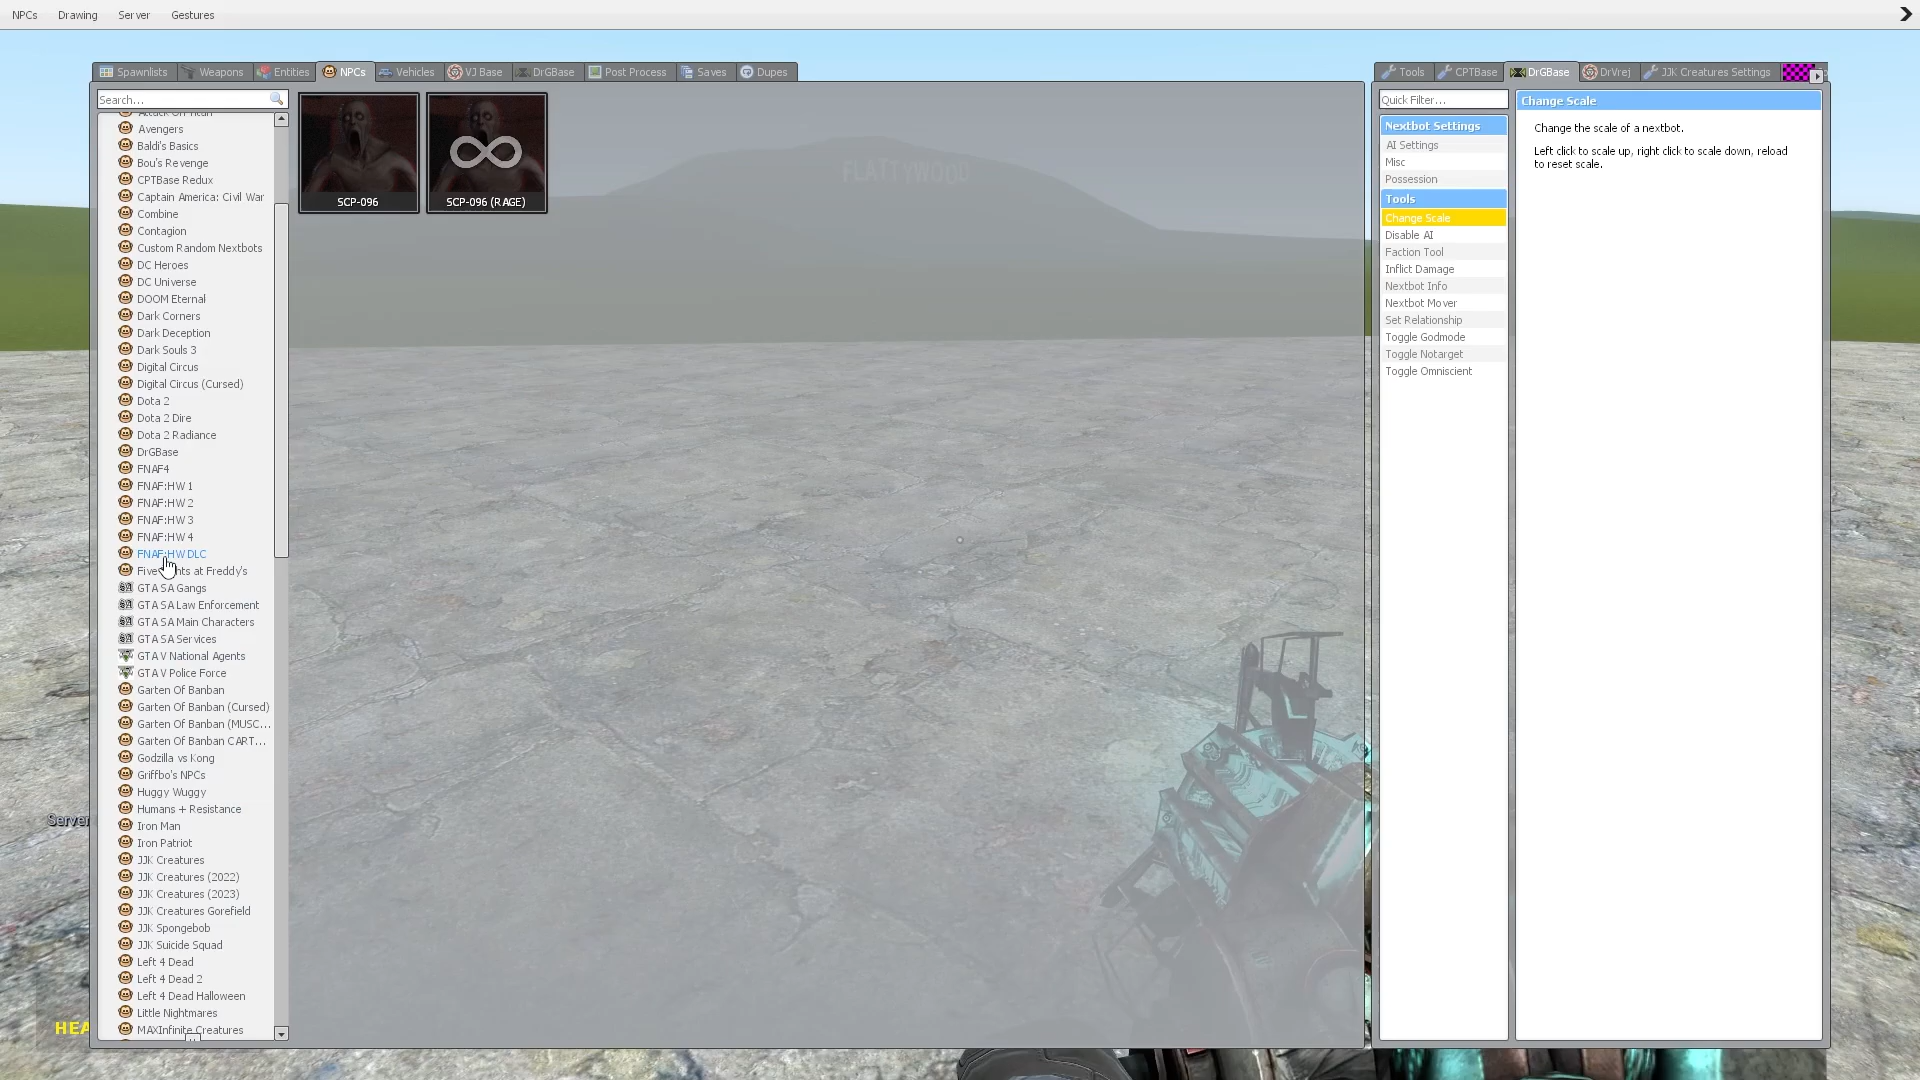 NPCs Drawing Server Gestures
Spawnlists Weapons Entities NPCs Vehicles VJ Base DrGBase Post Process Saves Dupes
Tools CPTBase DrGBase DrVrej JJK Creatures Settings
Search...
Attack On Titan
Avengers
Baldi's Basics
Bou's Revenge
CPTBase Redux
Captain America: Civil War
Combine
Contagion
Custom Random Nextbots
DC Heroes
DC Universe
DOOM Eternal
Dark Corners
Dark Deception
Dark Souls 3
Digital Circus
Digital Circus (Cursed)
Dota 2
Dota 2 Dire
Dota 2 Radiance
DrGBase
FNAF4
FNAF:HW 1
FNAF:HW 2
FNAF:HW 3
FNAF:HW 4
FNAF:HW DLC
Five hts at Freddy's
GTA SA Gangs
GTA SA Law Enforcement
GTA SA Main Characters
GTA SA Services
GTA V National Agents
GTA V Police Force
Garten Of Banban
Garten Of Banban (Cursed)
Garten Of Banban (MUSC...
Garten Of Banban CART...
Godzilla vs Kong
Griffbo's NPCs
Huggy Wuggy
Humans + Resistance
Iron Man
Iron Patriot
JJK Creatures
JJK Creatures (2022)
JJK Creatures (2023)
JJK Creatures Gorefield
JJK Spongebob
JJK Suicide Squad
Left 4 Dead
Left 4 Dead 2
Left 4 Dead Halloween
Little Nightmares
MAXInfinite Creatures
SCP-096
SCP-096 (RAGE)
FLATTYWOOD
Server
HEA
Quick Filter...
Nextbot Settings
AI Settings
Misc
Possession
Tools
Change Scale
Disable AI
Faction Tool
Inflict Damage
Nextbot Info
Nextbot Mover
Set Relationship
Toggle Godmode
Toggle Notarget
Toggle Omniscient
Change Scale
Change the scale of a nextbot.
Left click to scale up, right click to scale down, reload
to reset scale.